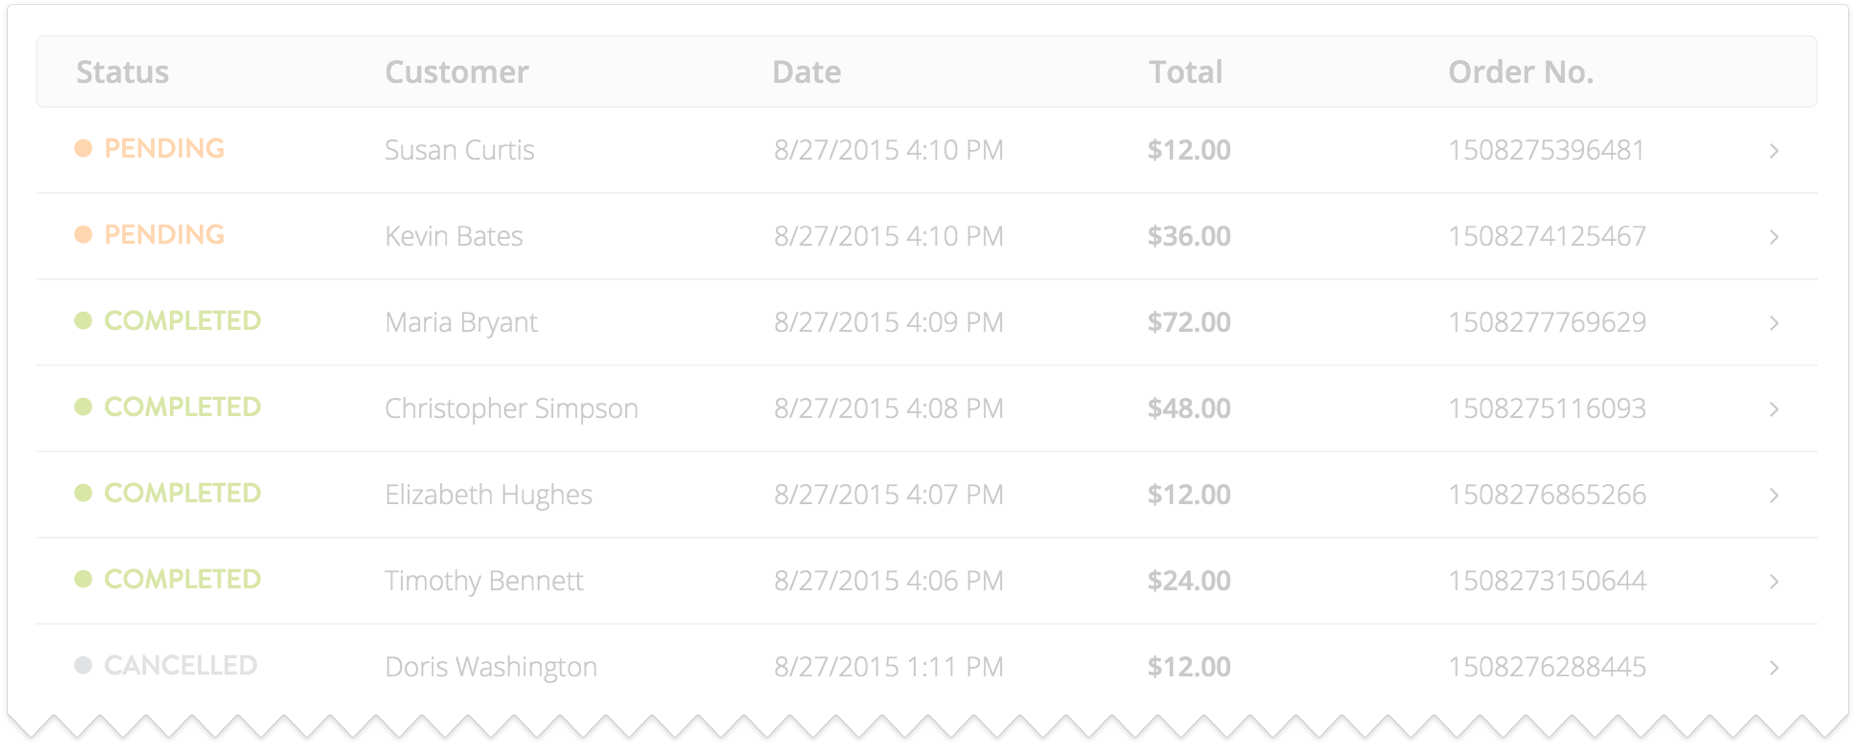 Status Customer Date Total Order No.
PENDING Susan Curtis 8/27/2015 4:10 PM $12.00 1508275396481
PENDING Kevin Bates 8/27/2015 4:10 PM $36.00 1508274125467
COMPLETED Maria Bryant 8/27/2015 4:09 PM $72.00 1508277769629
COMPLETED Christopher Simpson 8/27/2015 4:08 PM $48.00 1508275116093
COMPLETED Elizabeth Hughes 8/27/2015 4:07 PM $12.00 1508276865266
COMPLETED Timothy Bennett 8/27/2015 4:06 PM $24.00 1508273150644
CANCELLED Doris Washington 8/27/2015 1:11 PM $12.00 1508276288445